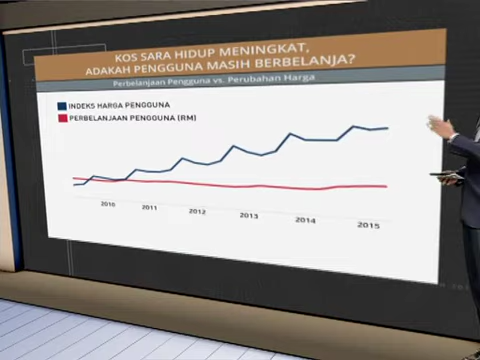 KOS SARA HIDUP MENINGKAT,
ADAKAH PENGGUNA MASIH BERBELANJA?
Perbelanjaan Pengguna vs. Perubahan Harga
INDEKS HARGA PENGGUNA
PERBELANJAAN PENGGUNA (RM)
2010 2011 2012 2013 2014 2015